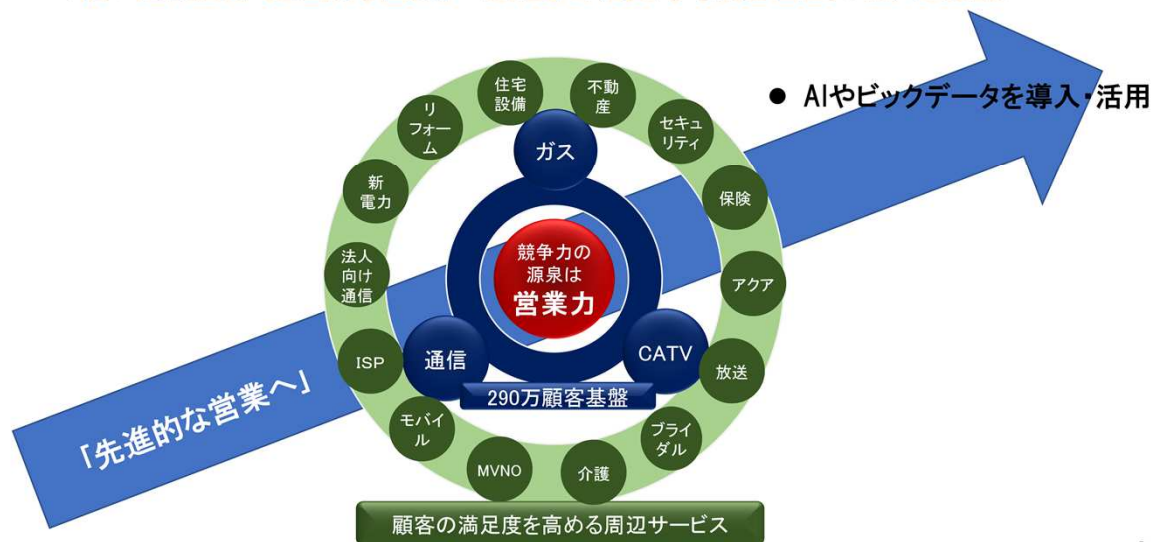 ● AIやビックデータを導入・活用
住宅
設備
不動
産
リ
フォー
ム
セキュ
リティ
ガス
新
電力
保険
競争力の
源泉は
営業力
法人
向け
通信
アクア
ISP
通信
CATV
放送
290万顧客基盤
「先進的な営業へ」
モバイ
ル
ブライ
ダル
MVNO
介護
顧客の満足度を高める周辺サービス